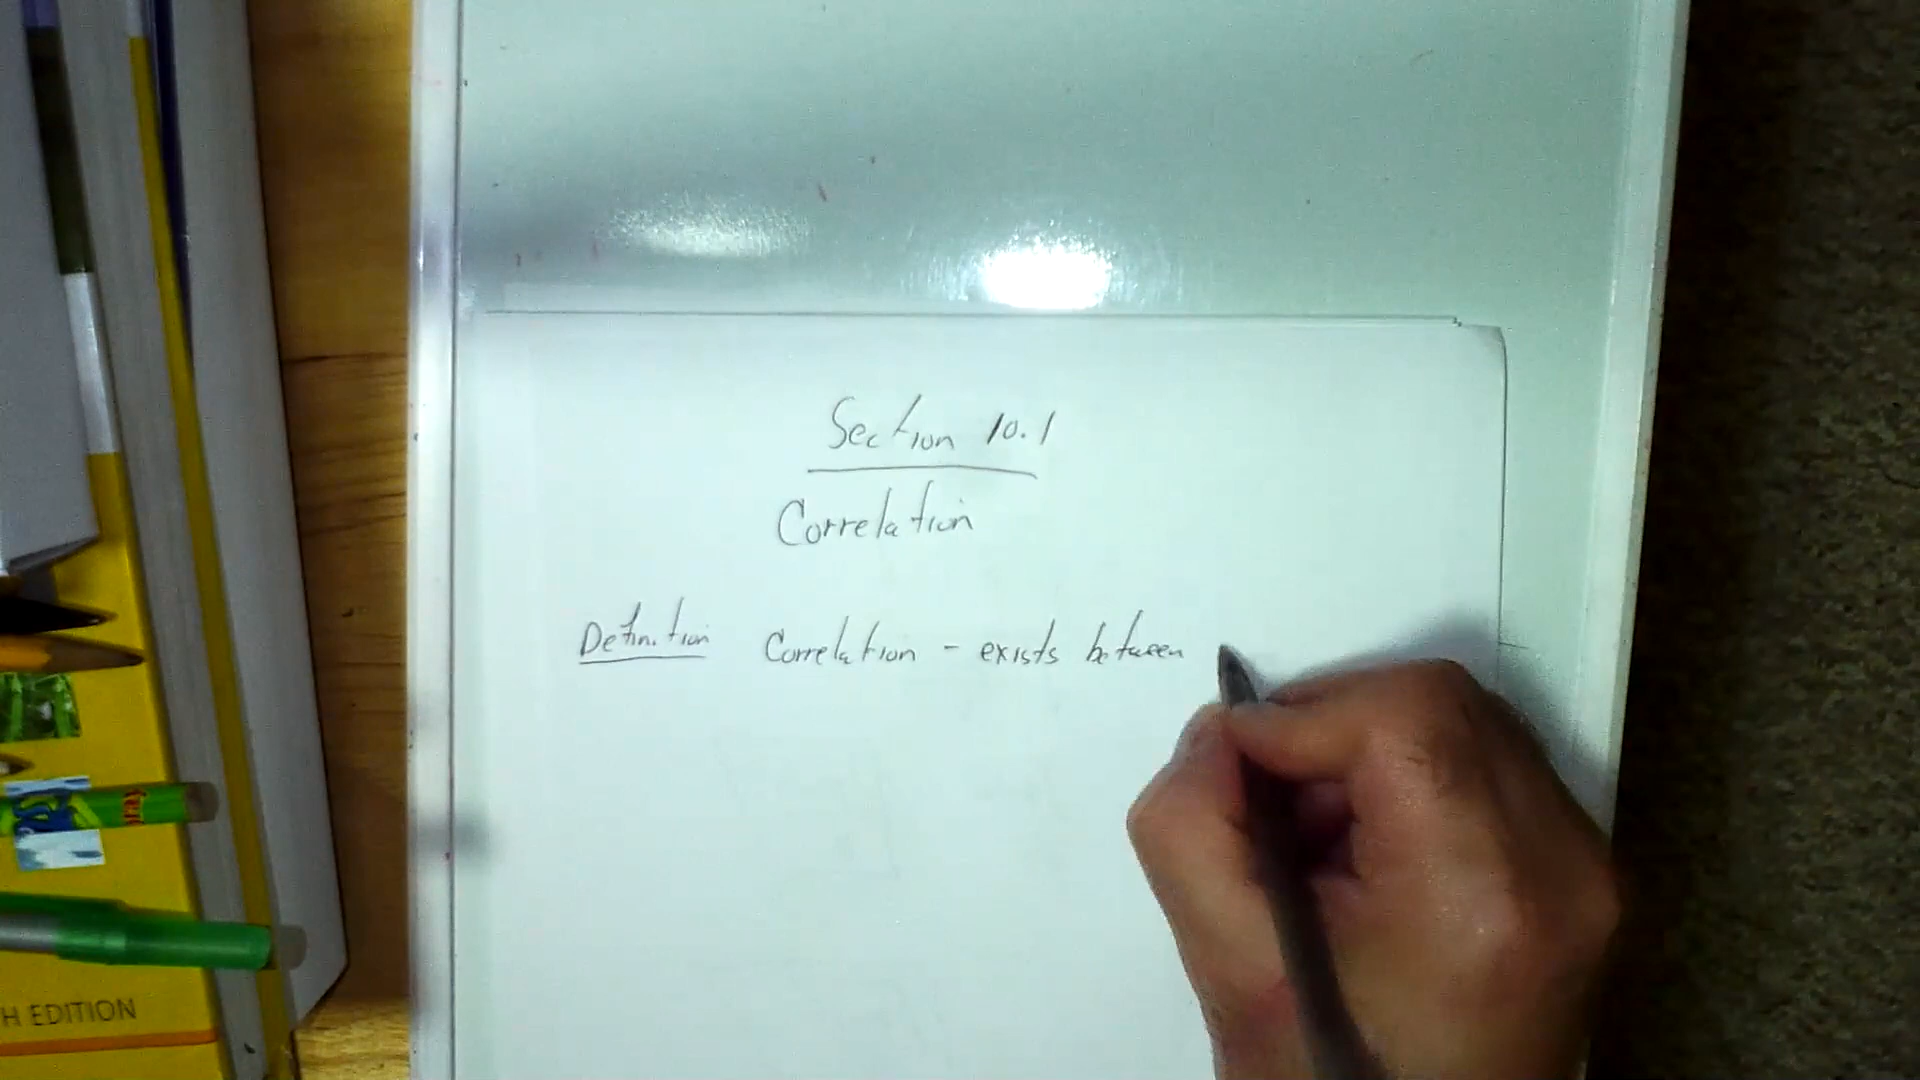 Section 10.1
Correlation
Definition Correlation - exists between
H EDITION